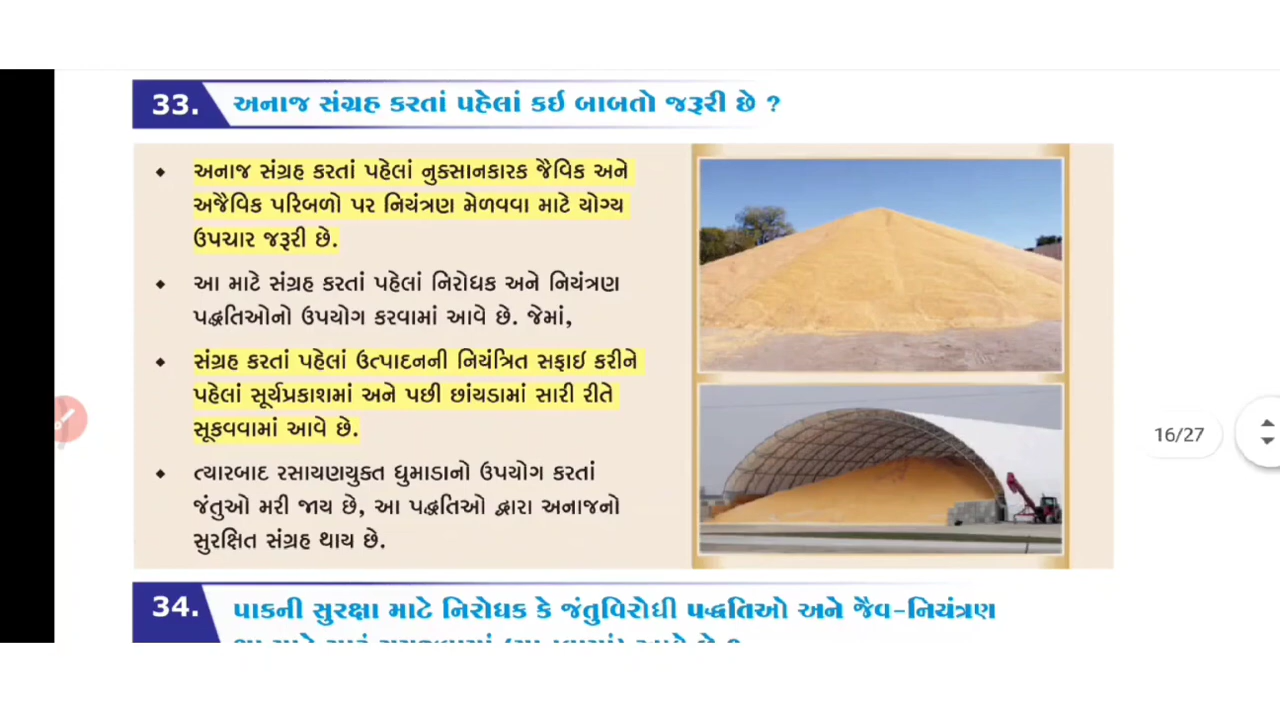 33. અનાજ સંગ્રહ કરતાં પહેલાં કઇ બાબતો જરૂરી છે ?
◆ અનાજ સંગ્રહ કરતાં પહેલાં નુક્સાનકારક જૈવિક અને
અજૈવિક પરિબળો પર નિયંત્રણ મેળવવા માટે યોગ્ય
ઉપચાર જરૂરી છે.
◆ આ માટે સંગ્રહ કરતાં પહેલાં નિરોધક અને નિયંત્રણ
પદ્ધતિઓનો ઉપયોગ કરવામાં આવે છે. જેમાં,
◆ સંગ્રહ કરતાં પહેલાં ઉત્પાદનની નિયંત્રિત સફાઇ કરીને
પહેલાં સૂર્યપ્રકાશમાં અને પછી છાંયડામાં સારી રીતે
સૂકવવામાં આવે છે.
◆ ત્યારબાદ રસાયણયુક્ત ધુમાડાનો ઉપયોગ કરતાં
જંતુઓ મરી જાય છે, આ પદ્ધતિઓ દ્વારા અનાજનો
સુરક્ષિત સંગ્રહ થાય છે.
16/27
34. પાકની સુરક્ષા માટે નિરોધક કે જંતુવિરોધી પદ્ધતિઓ અને જૈવ-નિયંત્રણ